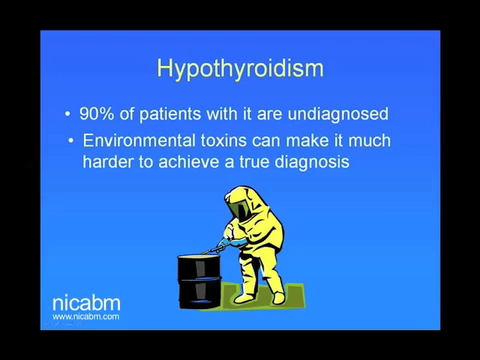 Hypothyroidism
• 90% of patients with it are undiagnosed
• Environmental toxins can make it much
harder to achieve a true diagnosis
nicabm
www.nicabm.com